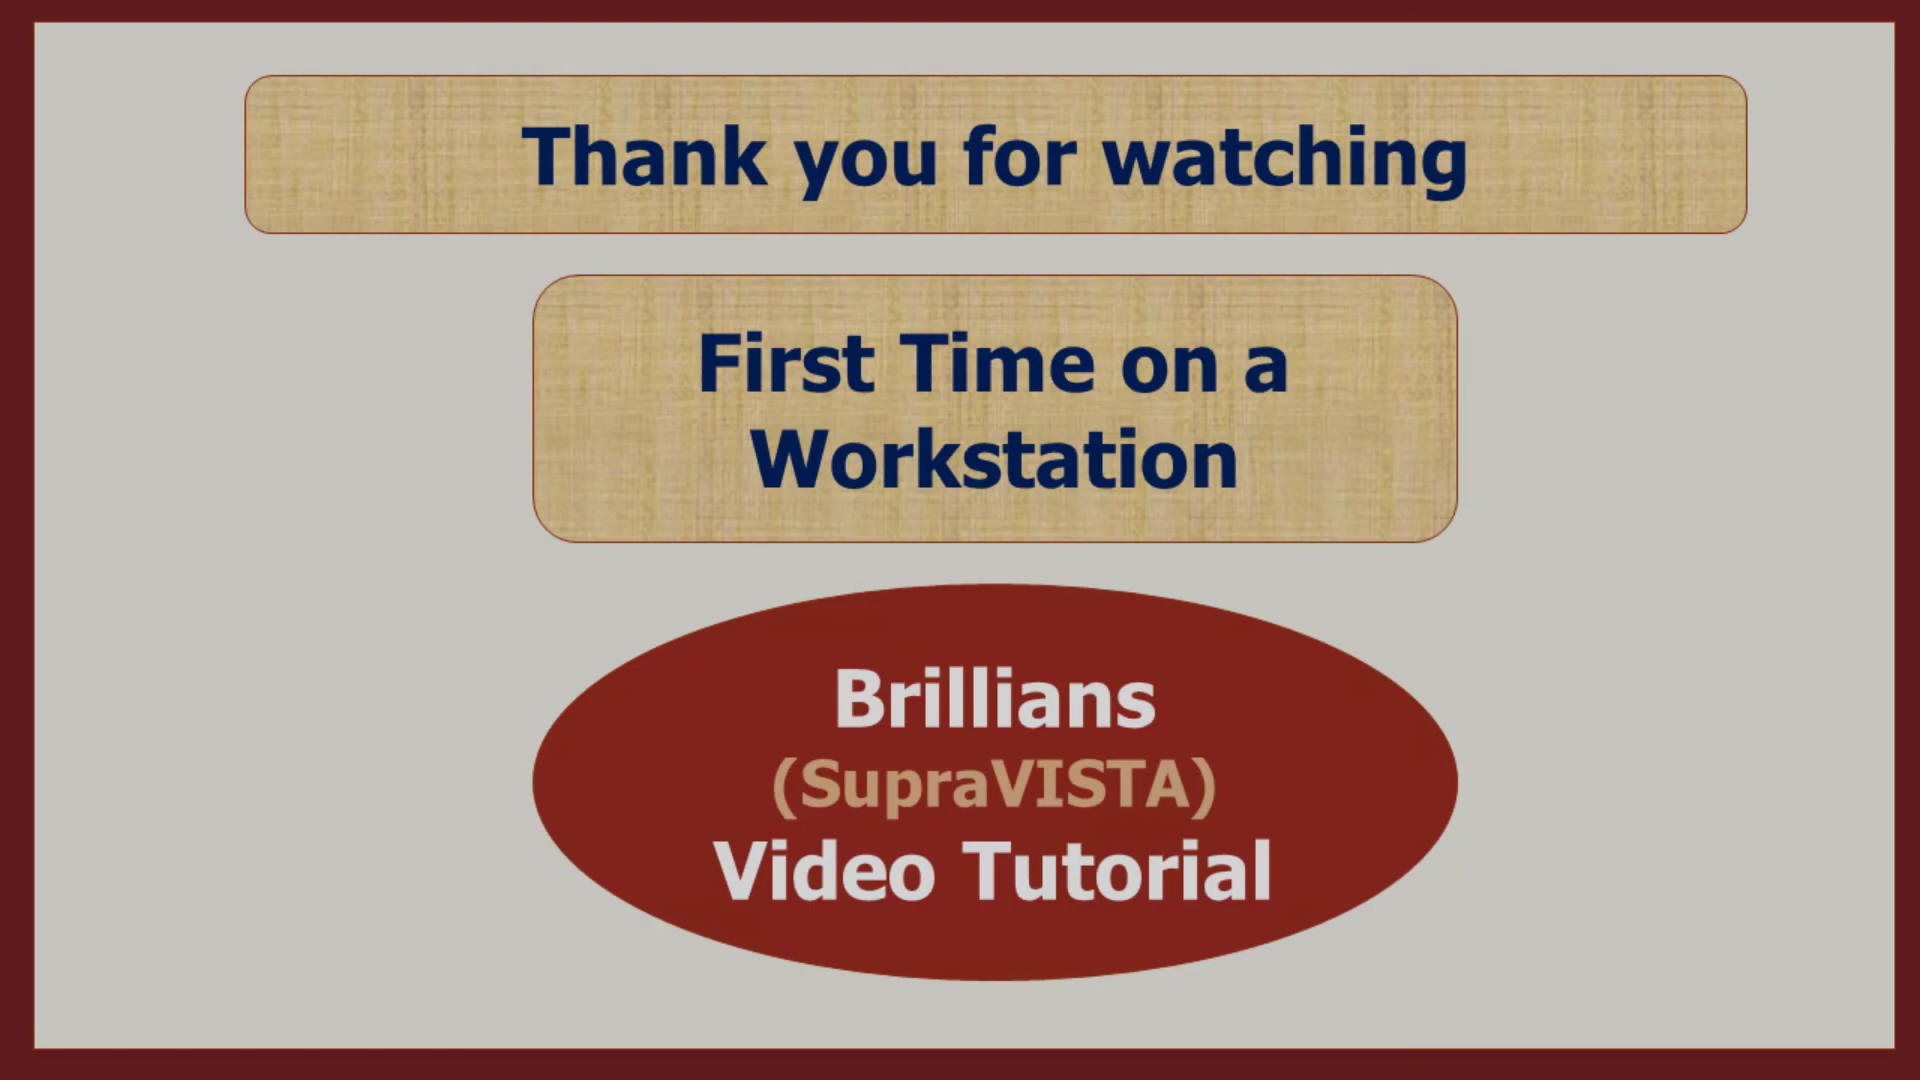 Thank you for watching
First Time on a
Workstation
Brillians
(SupraVISTA)
Video Tutorial